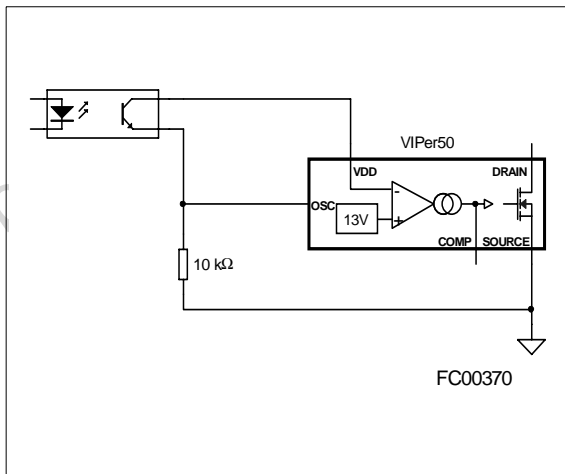 VIPer50
VDD
DRAIN
-
OSC
13V
+
COMP
SOURCE
10 kΩ
FC00370